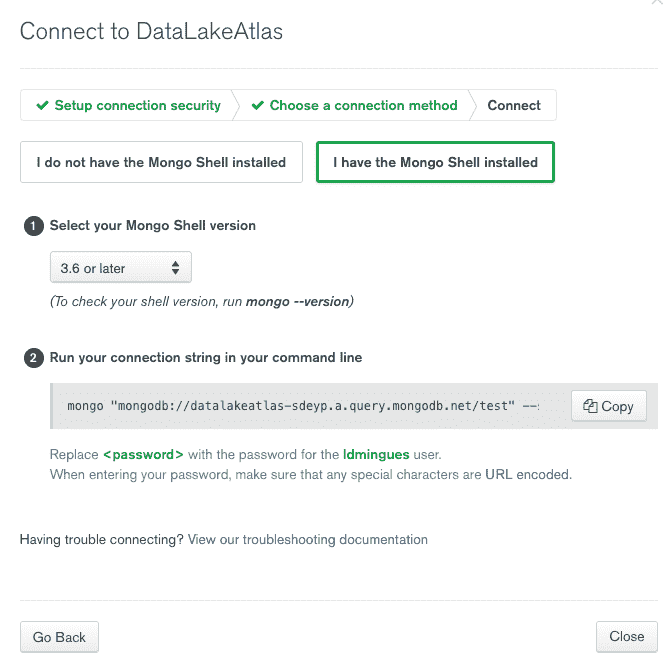 Connect to DataLakeAtlas
Setup connection security
Choose a connection method
Connect
I do not have the Mongo Shell installed
I have the Mongo Shell installed
1 Select your Mongo Shell version
3.6 or later
(To check your shell version, run mongo --version)
2 Run your connection string in your command line
mongo "mongodb://datalakeatlas-sdeyp.a.query.mongodb.net/test" --
Copy
Replace <password> with the password for the ldmingues user.
When entering your password, make sure that any special characters are URL encoded.
Having trouble connecting? View our troubleshooting documentation
Go Back
Close